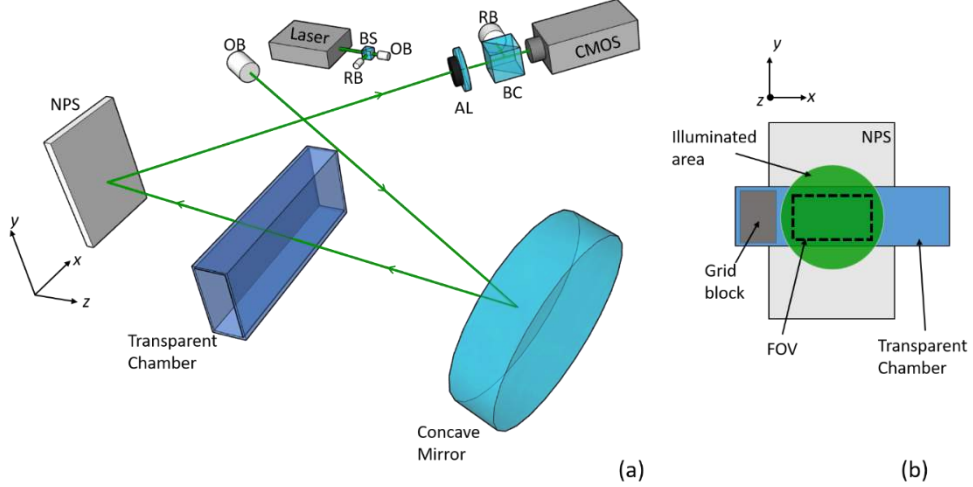 Laser
BS
OB
OB
RB
RB
CMOS
AL
BC
NPS
y
x
z
Transparent
Chamber
Concave
Mirror
(a)
y
z
x
Illuminated
area
NPS
Grid
block
FOV
Transparent
Chamber
(b)